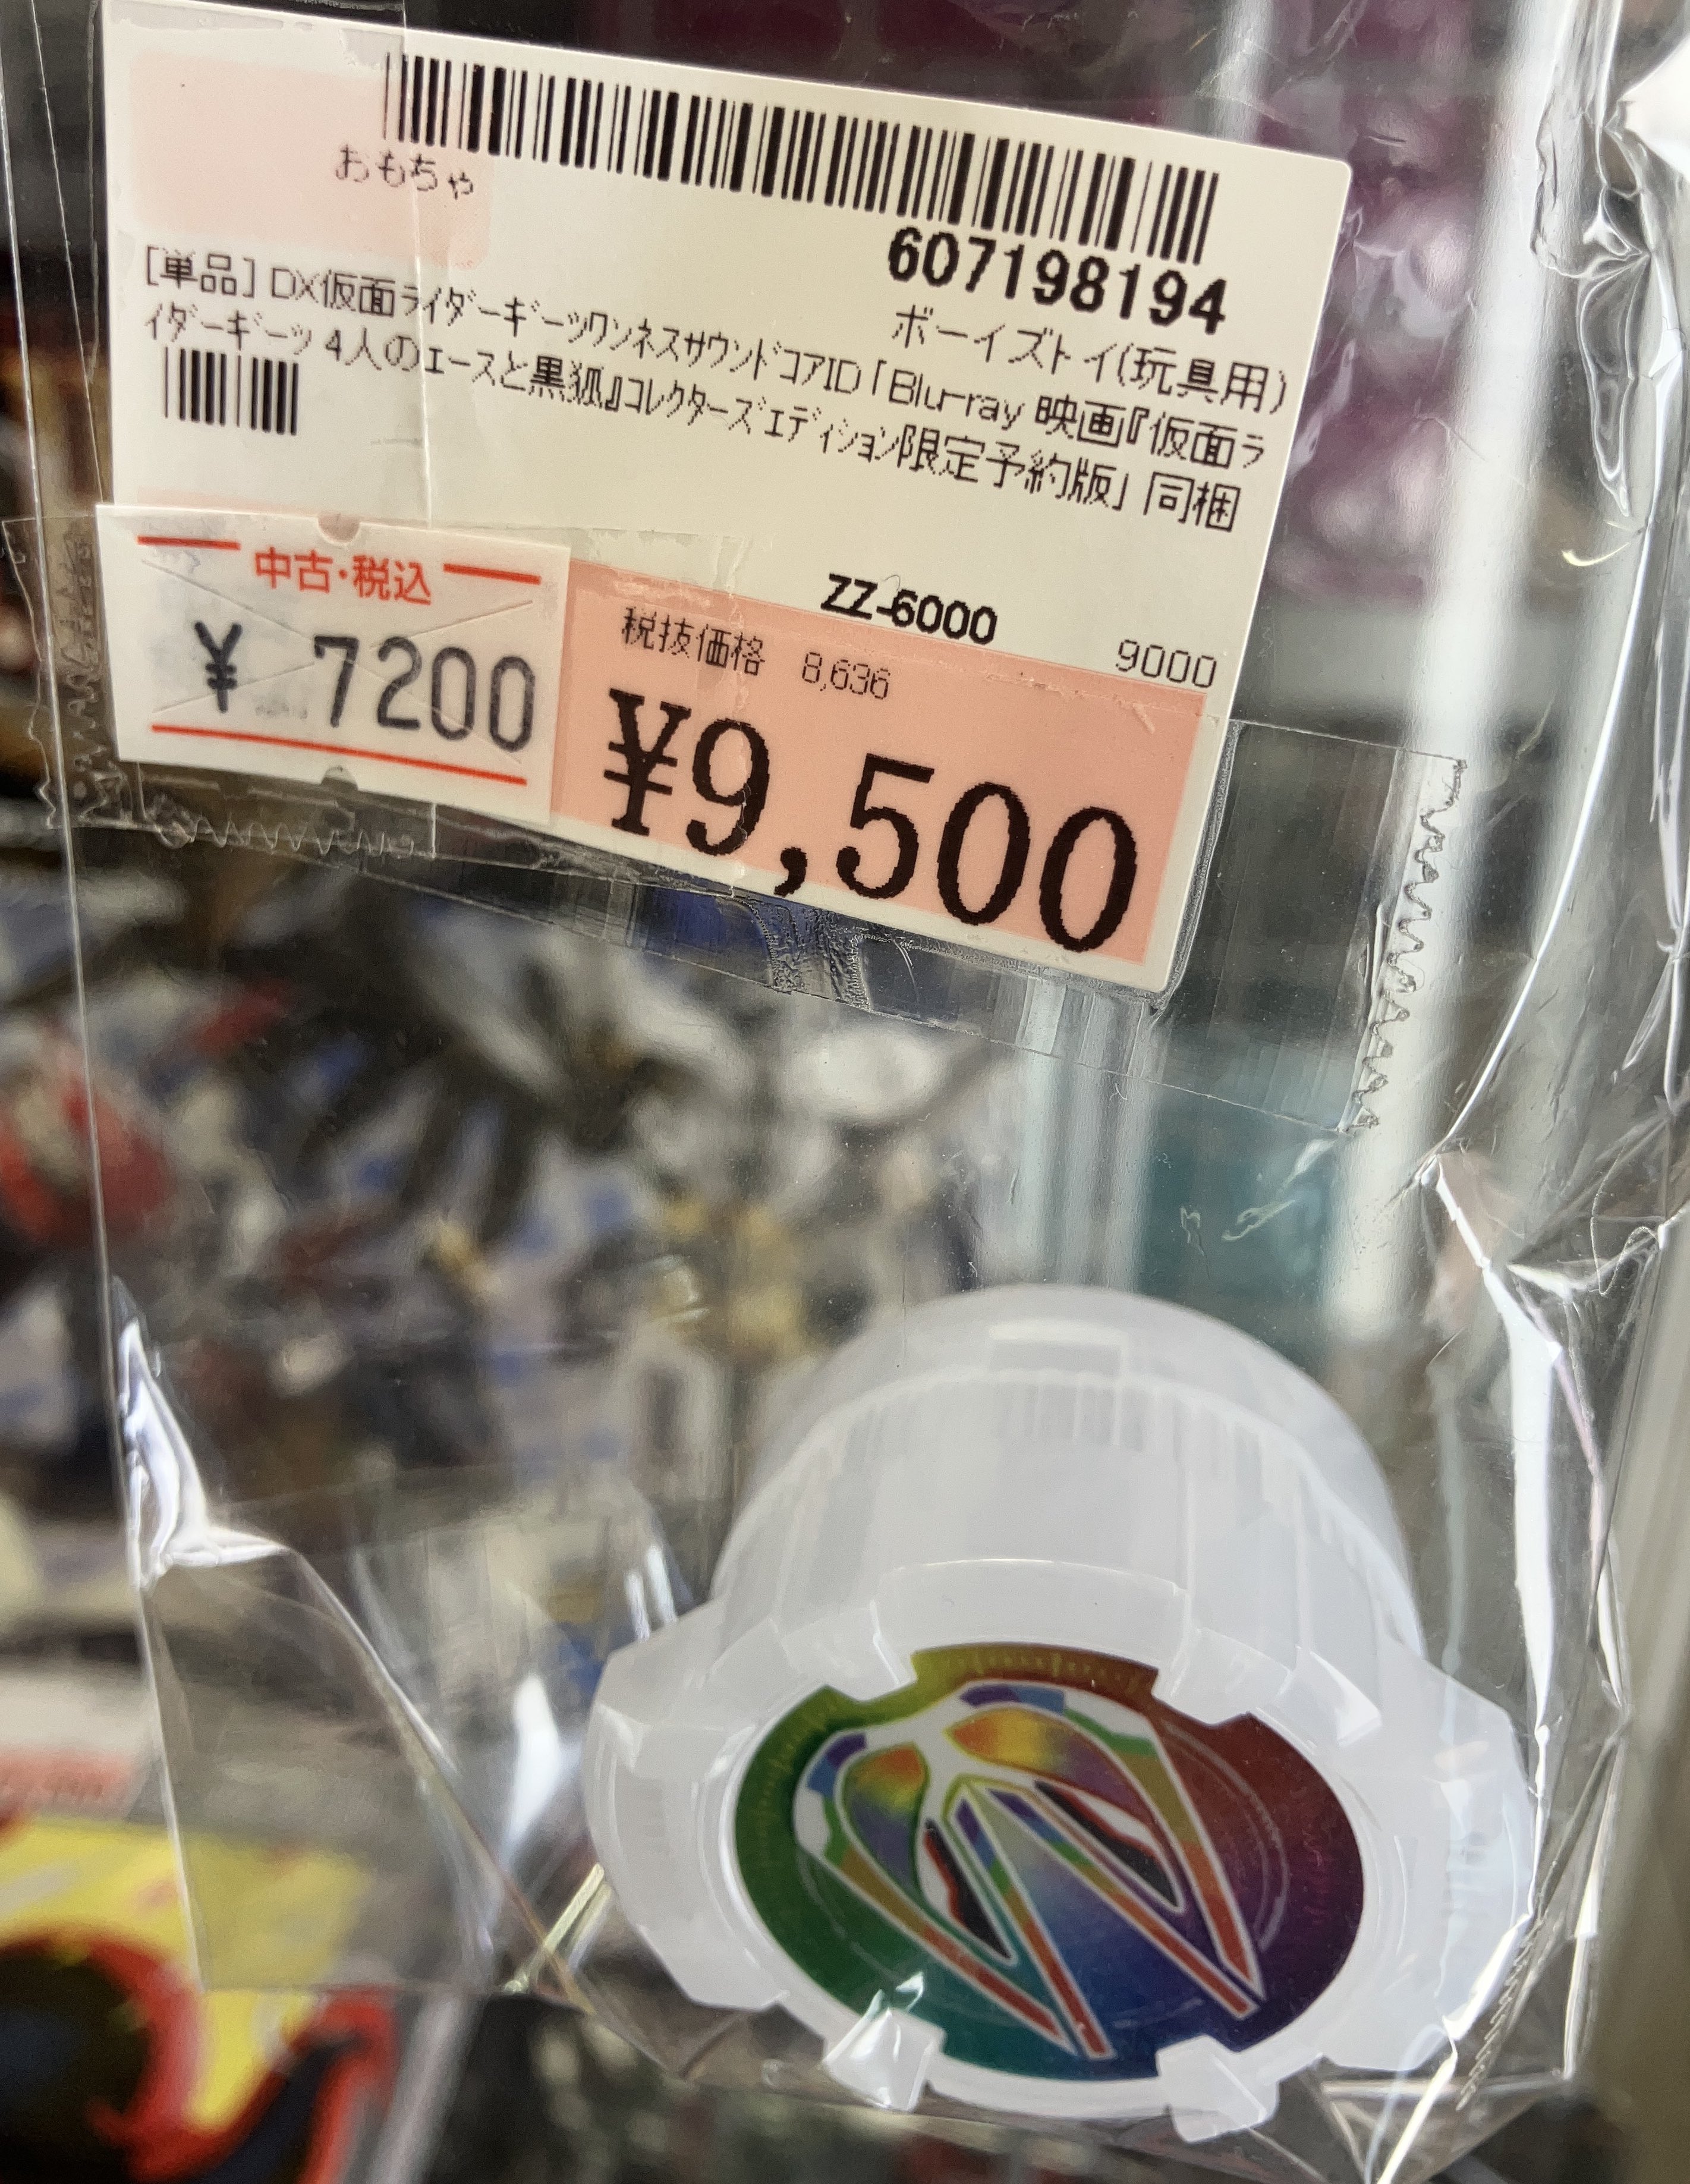 おもちゃ
607198194
ボーイズトイ(玩具用)
[単品] DX仮面ライダーギーツワンネスサウンドコアID「Blu-ray 映画『仮面ラ
イダーギーツ 4人のエースと黒狐』コレクターズエディション限定予約版」同梱
ZZ-6000
9000
中古・税込
¥ 7200
税抜価格 8,636
¥9,500